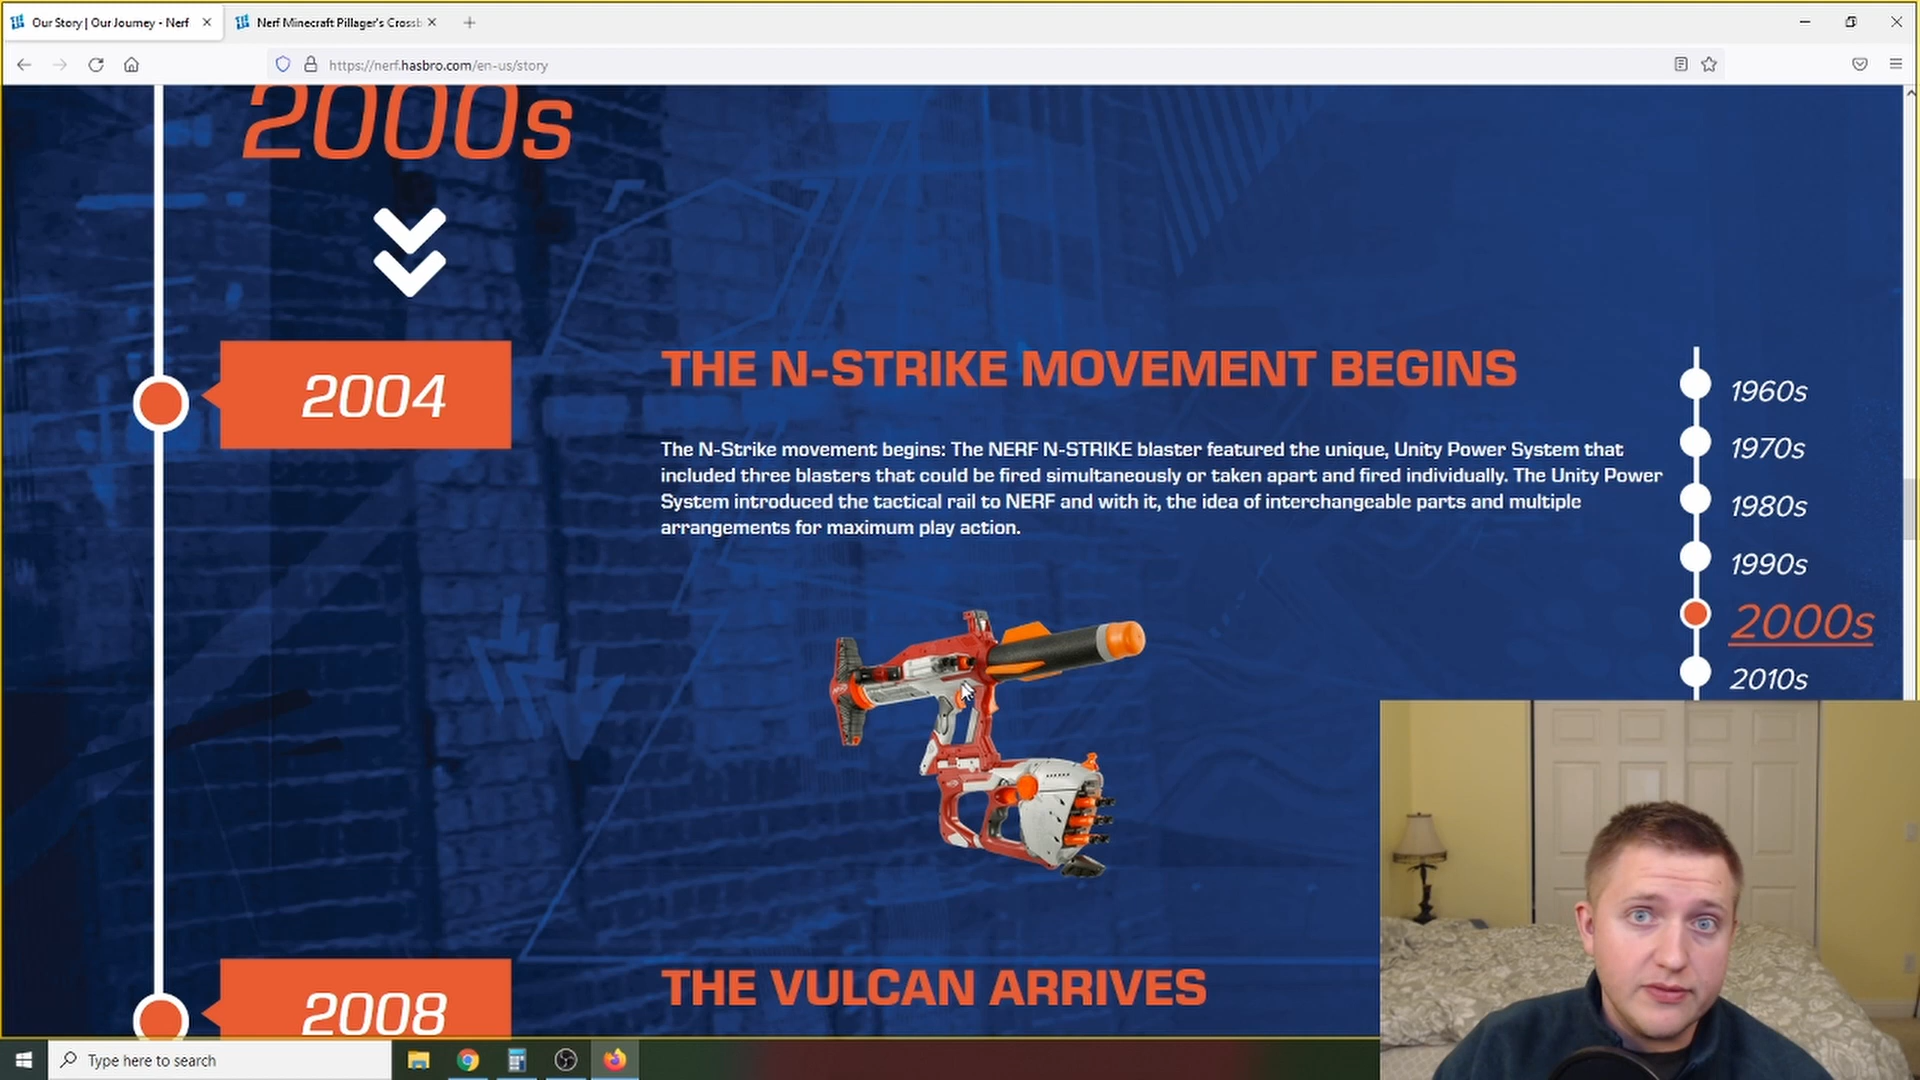 Our Story | Our Journey - Nerf
Nerf Minecraft Pillager's Crossb
https://nerf.hasbro.com/en-us/story
2000s
2004
THE N-STRIKE MOVEMENT BEGINS
The N-Strike movement begins: The NERF N-STRIKE blaster featured the unique, Unity Power System that
included three blasters that could be fired simultaneously or taken apart and fired individually. The Unity Power
System introduced the tactical rail to NERF and with it, the idea of interchangeable parts and multiple
arrangements for maximum play action.
1960s
1970s
1980s
1990s
2000s
2010s
2008
THE VULCAN ARRIVES
Type here to search